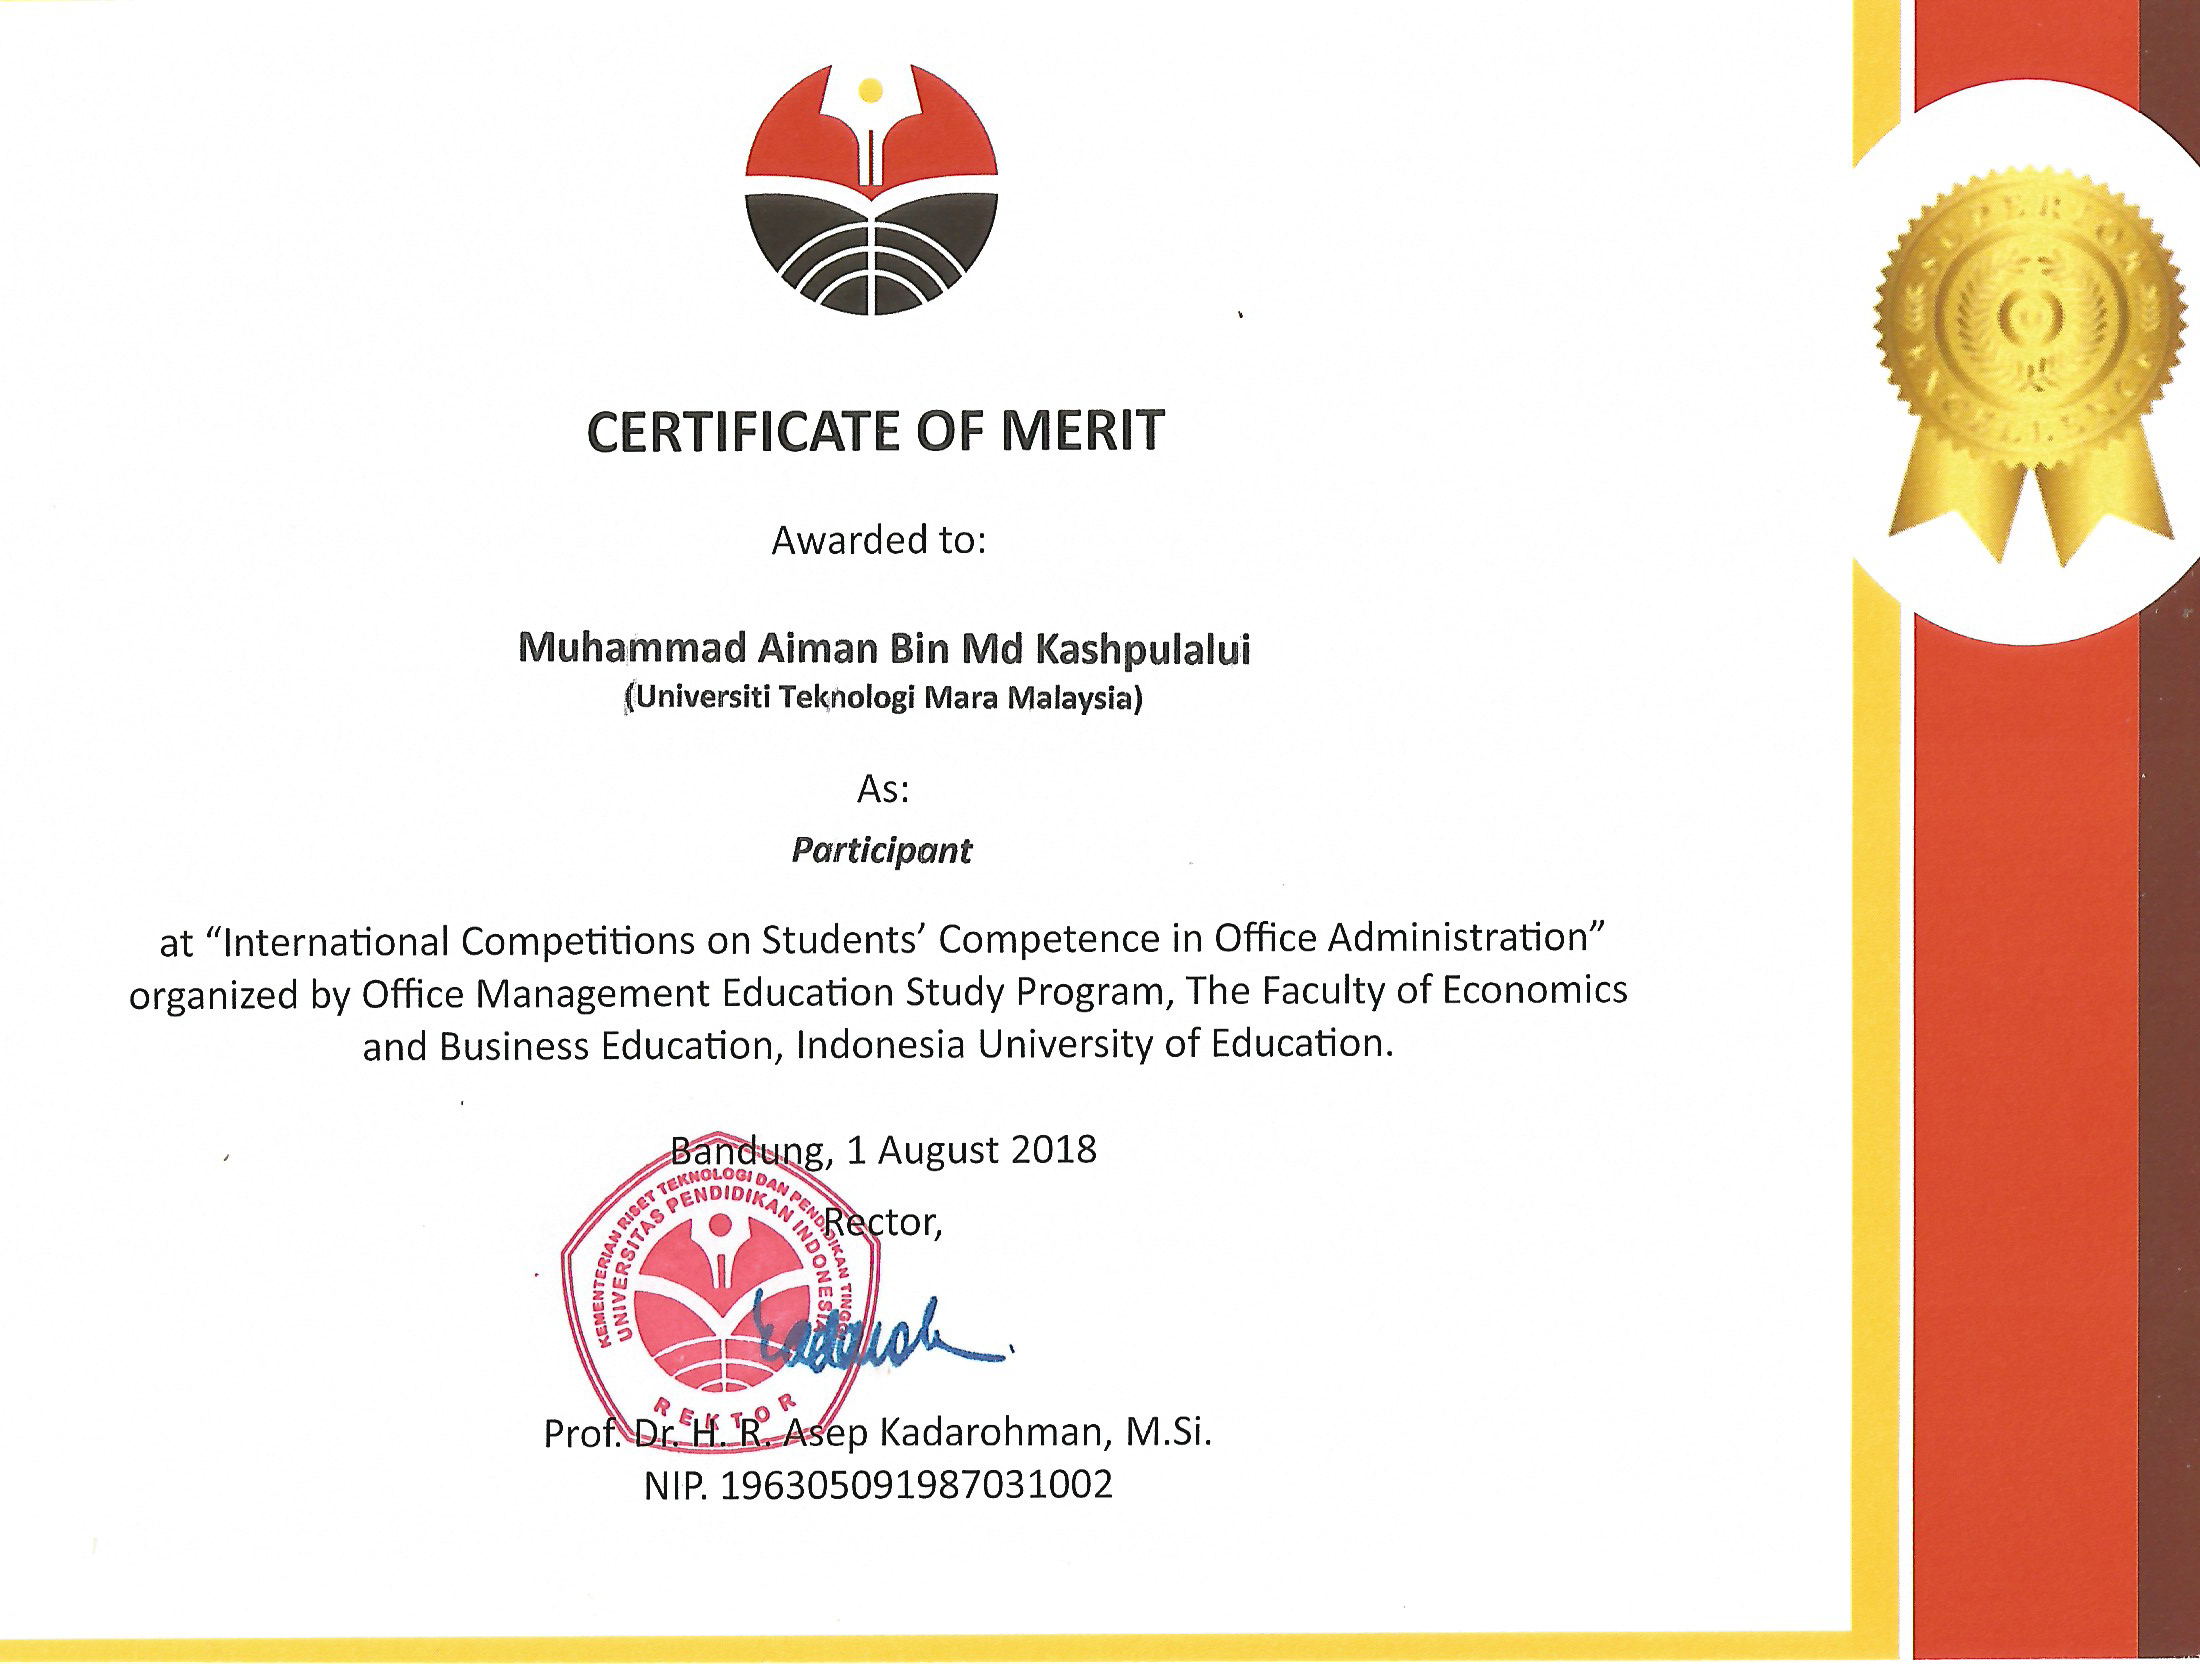 CERTIFICATE OF MERIT
Awarded to:
Muhammad Aiman Bin Md Kashpulalui
(Universiti Teknologi Mara Malaysia)
As:
Participant
at “International Competitions on Students’ Competence in Office Administration”
organized by Office Management Education Study Program, The Faculty of Economics
and Business Education, Indonesia University of Education.
Bandung, 1 August 2018
Rector,
KEMENTERIAN RISET TEKNOLOGI DAN PENDIDIKAN TINGGI
UNIVERSITAS PENDIDIKAN INDONESIA
REKTOR
Prof. Dr. H. R. Asep Kadarohman, M.Si.
NIP. 196305091987031002